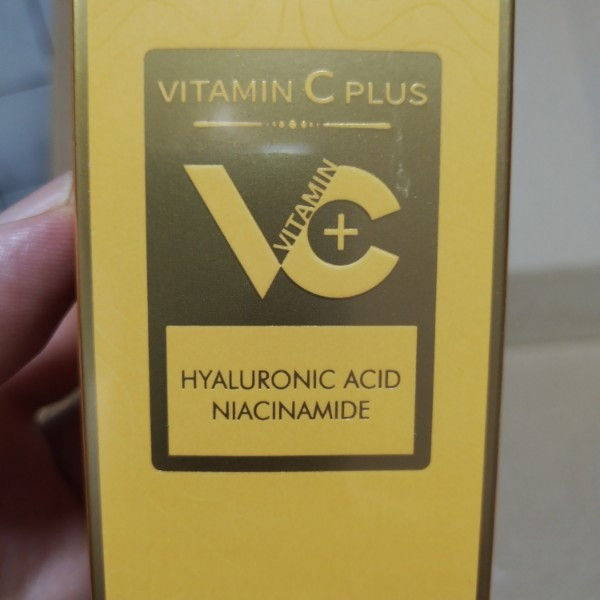 VITAMIN C PLUS
VC
VITAMIN
+
HYALURONIC ACID
NIACINAMIDE